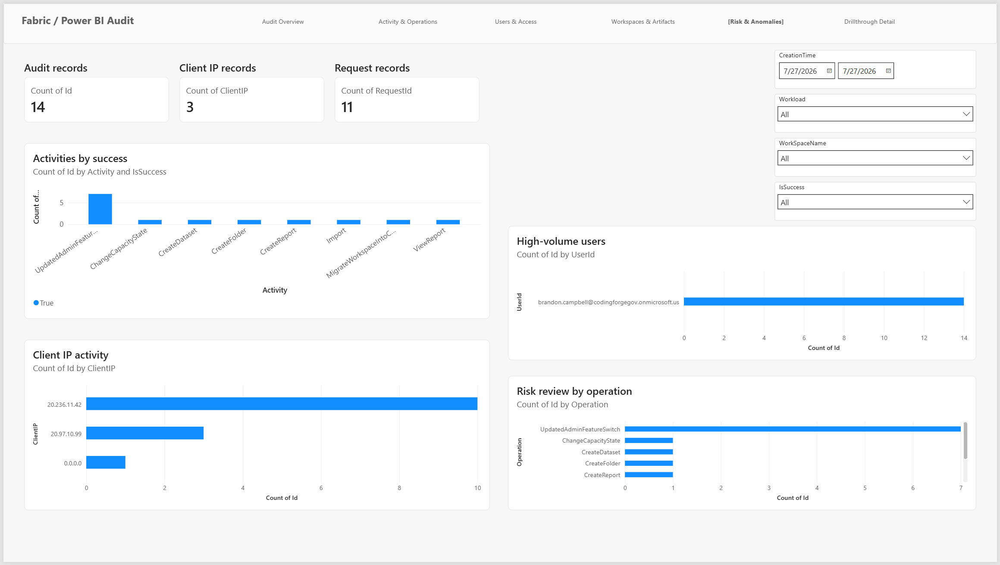 Fabric / Power BI Audit
Audit Overview
Activity & Operations
Users & Access
Workspaces & Artifacts
[Risk & Anomalies]
Drillthrough Detail
Audit records
Count of Id
14
Client IP records
Count of ClientIP
3
Request records
Count of RequestId
11
CreationTime
7/27/2026
7/27/2026
Workload
All
WorkSpaceName
All
IsSuccess
All
Activities by success
Count of Id by Activity and IsSuccess
Count of...
5
0
UpdatedAdminFeatur...
ChangeCapacityState
CreateDataset
CreateFolder
CreateReport
Import
MigrateWorkspaceIntoC...
ViewReport
Activity
True
High-volume users
Count of Id by UserId
UserId
brandon.campbell@codingforgegov.onmicrosoft.us
0 2 4 6 8 10 12 14
Count of Id
Client IP activity
Count of Id by ClientIP
ClientIP
20.236.11.42
20.97.10.99
0.0.0.0
0 2 4 6 8 10
Count of Id
Risk review by operation
Count of Id by Operation
Operation
UpdatedAdminFeatureSwitch
ChangeCapacityState
CreateDataset
CreateFolder
CreateReport
0 1 2 3 4 5 6 7
Count of Id